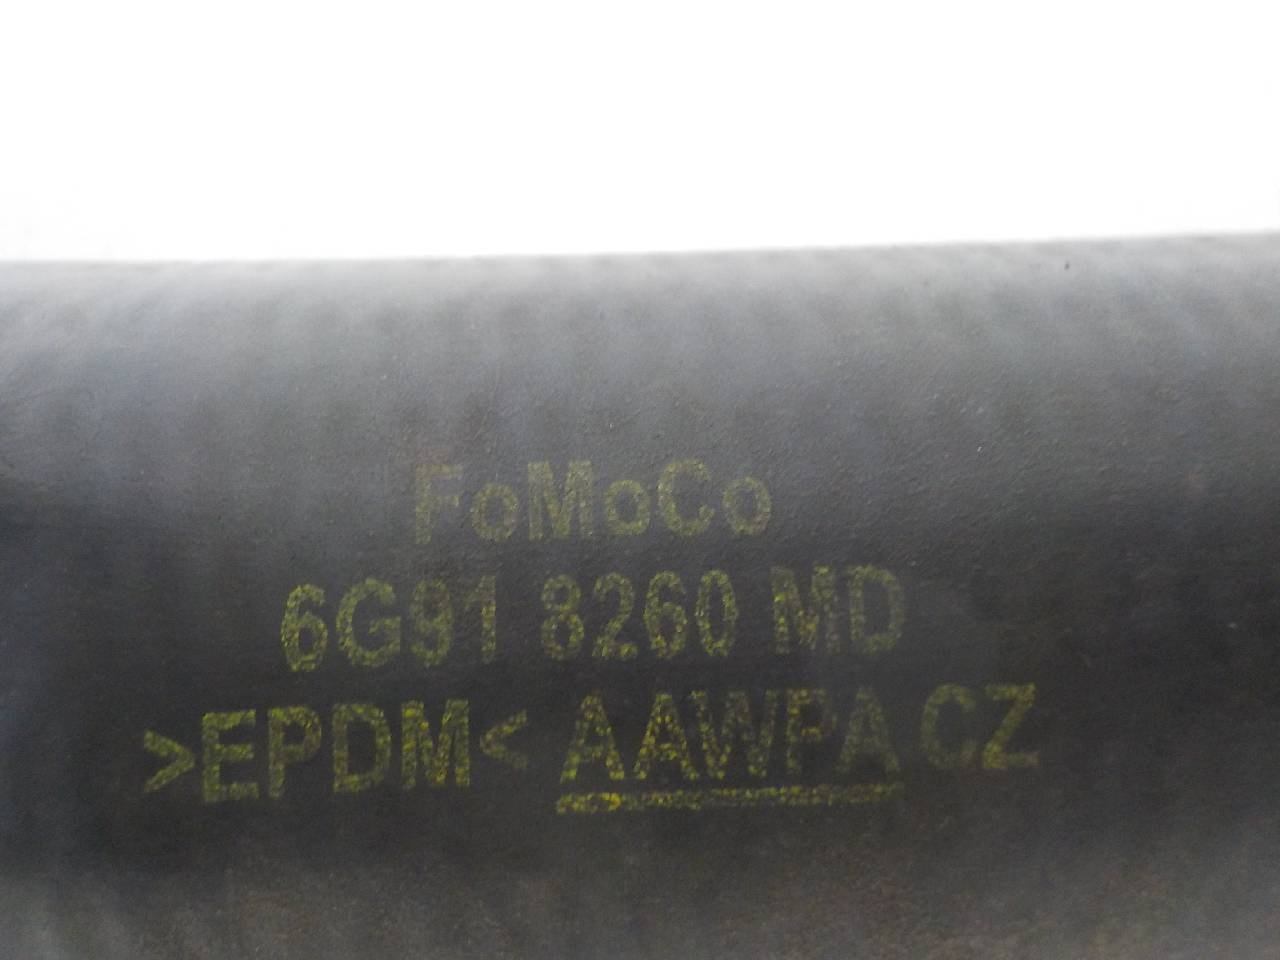 FoMoCo
6G91 8260 MD
>EPDM< AAWPA CZ